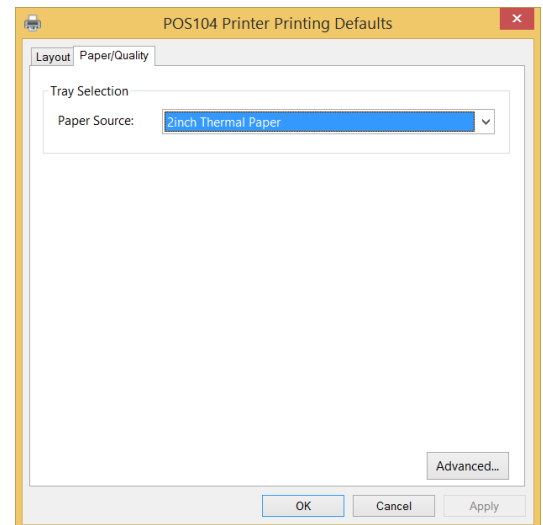 POS104 Printer Printing Defaults
Layout Paper/Quality
Tray Selection
Paper Source: 2inch Thermal Paper
Advanced...
OK Cancel Apply